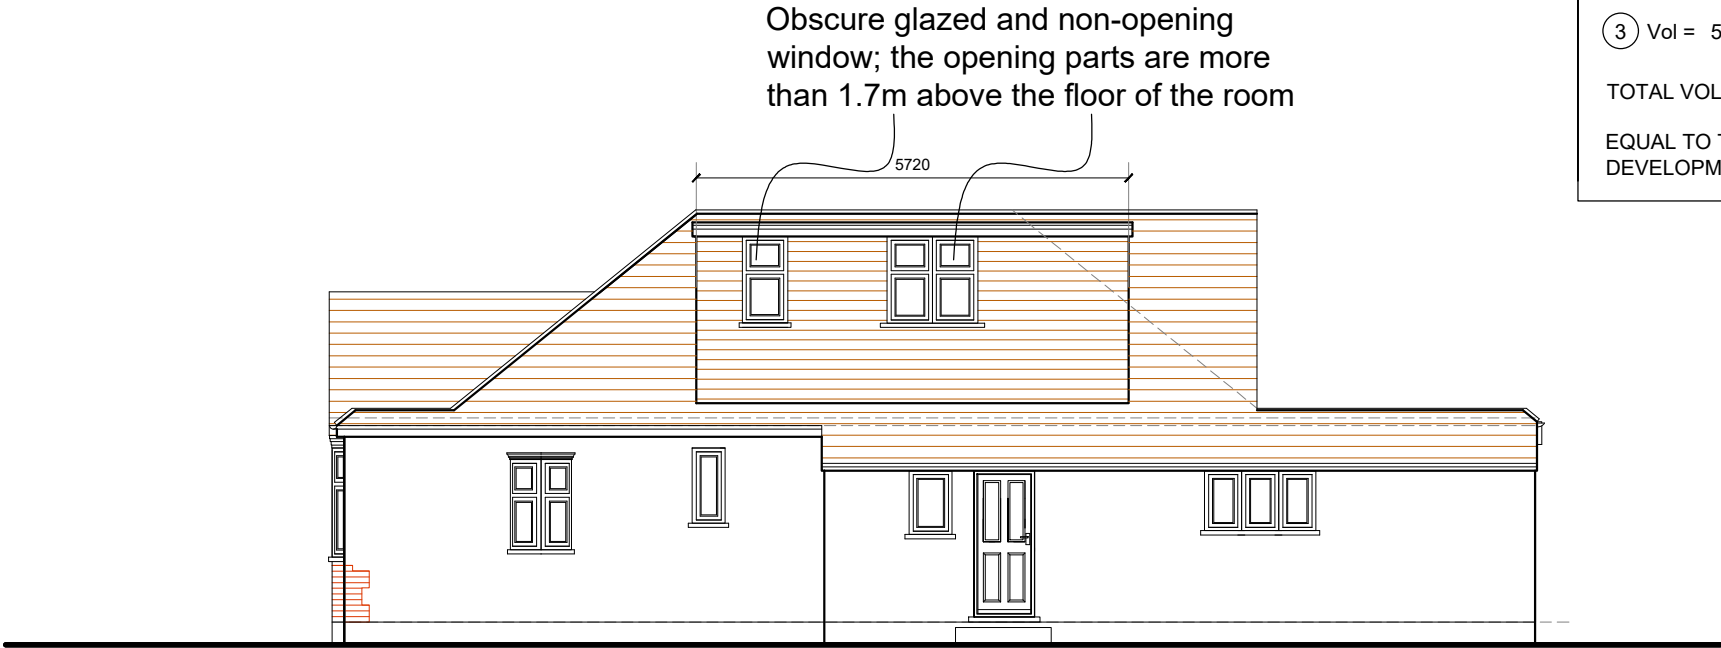 Obscure glazed and non-opening
window; the opening parts are more
than 1.7m above the floor of the room
5720
3 Vol = 5
TOTAL VOL
EQUAL TO
DEVELOPM